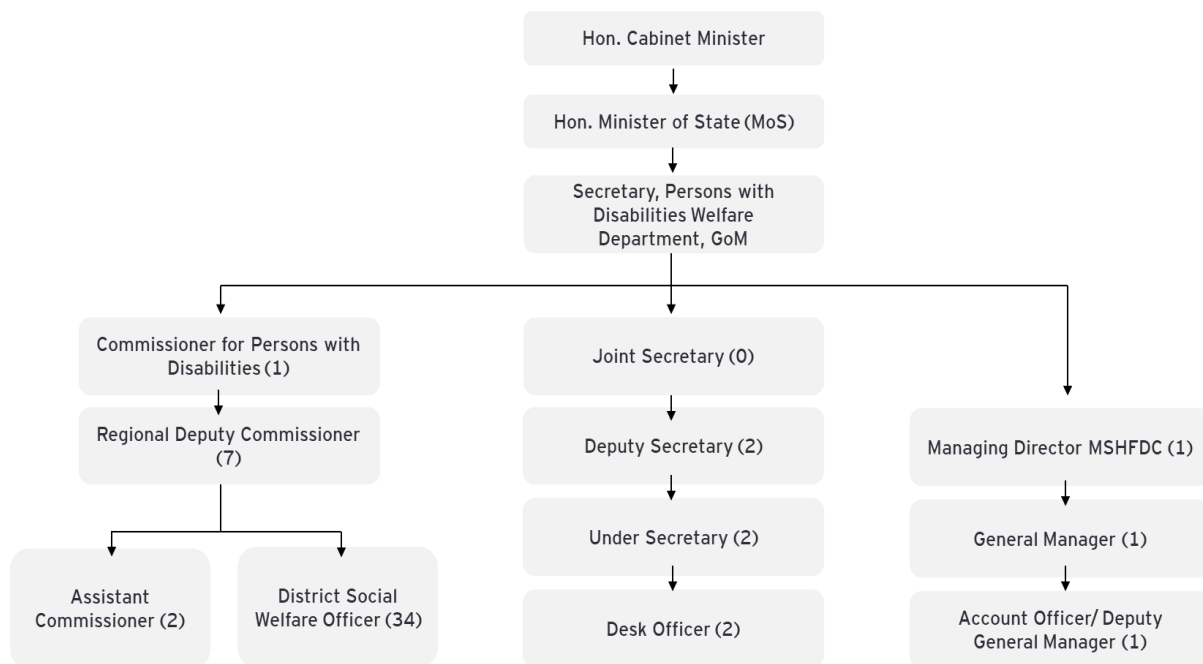 Hon. Cabinet Minister
Hon. Minister of State (MoS)
Secretary, Persons with
Disabilities Welfare
Department, GoM
Commissioner for Persons with
Disabilities (1)
Regional Deputy Commissioner
(7)
Assistant
Commissioner (2)
District Social
Welfare Officer (34)
Joint Secretary (0)
Deputy Secretary (2)
Under Secretary (2)
Desk Officer (2)
Managing Director MSHFDC (1)
General Manager (1)
Account Officer/ Deputy
General Manager (1)